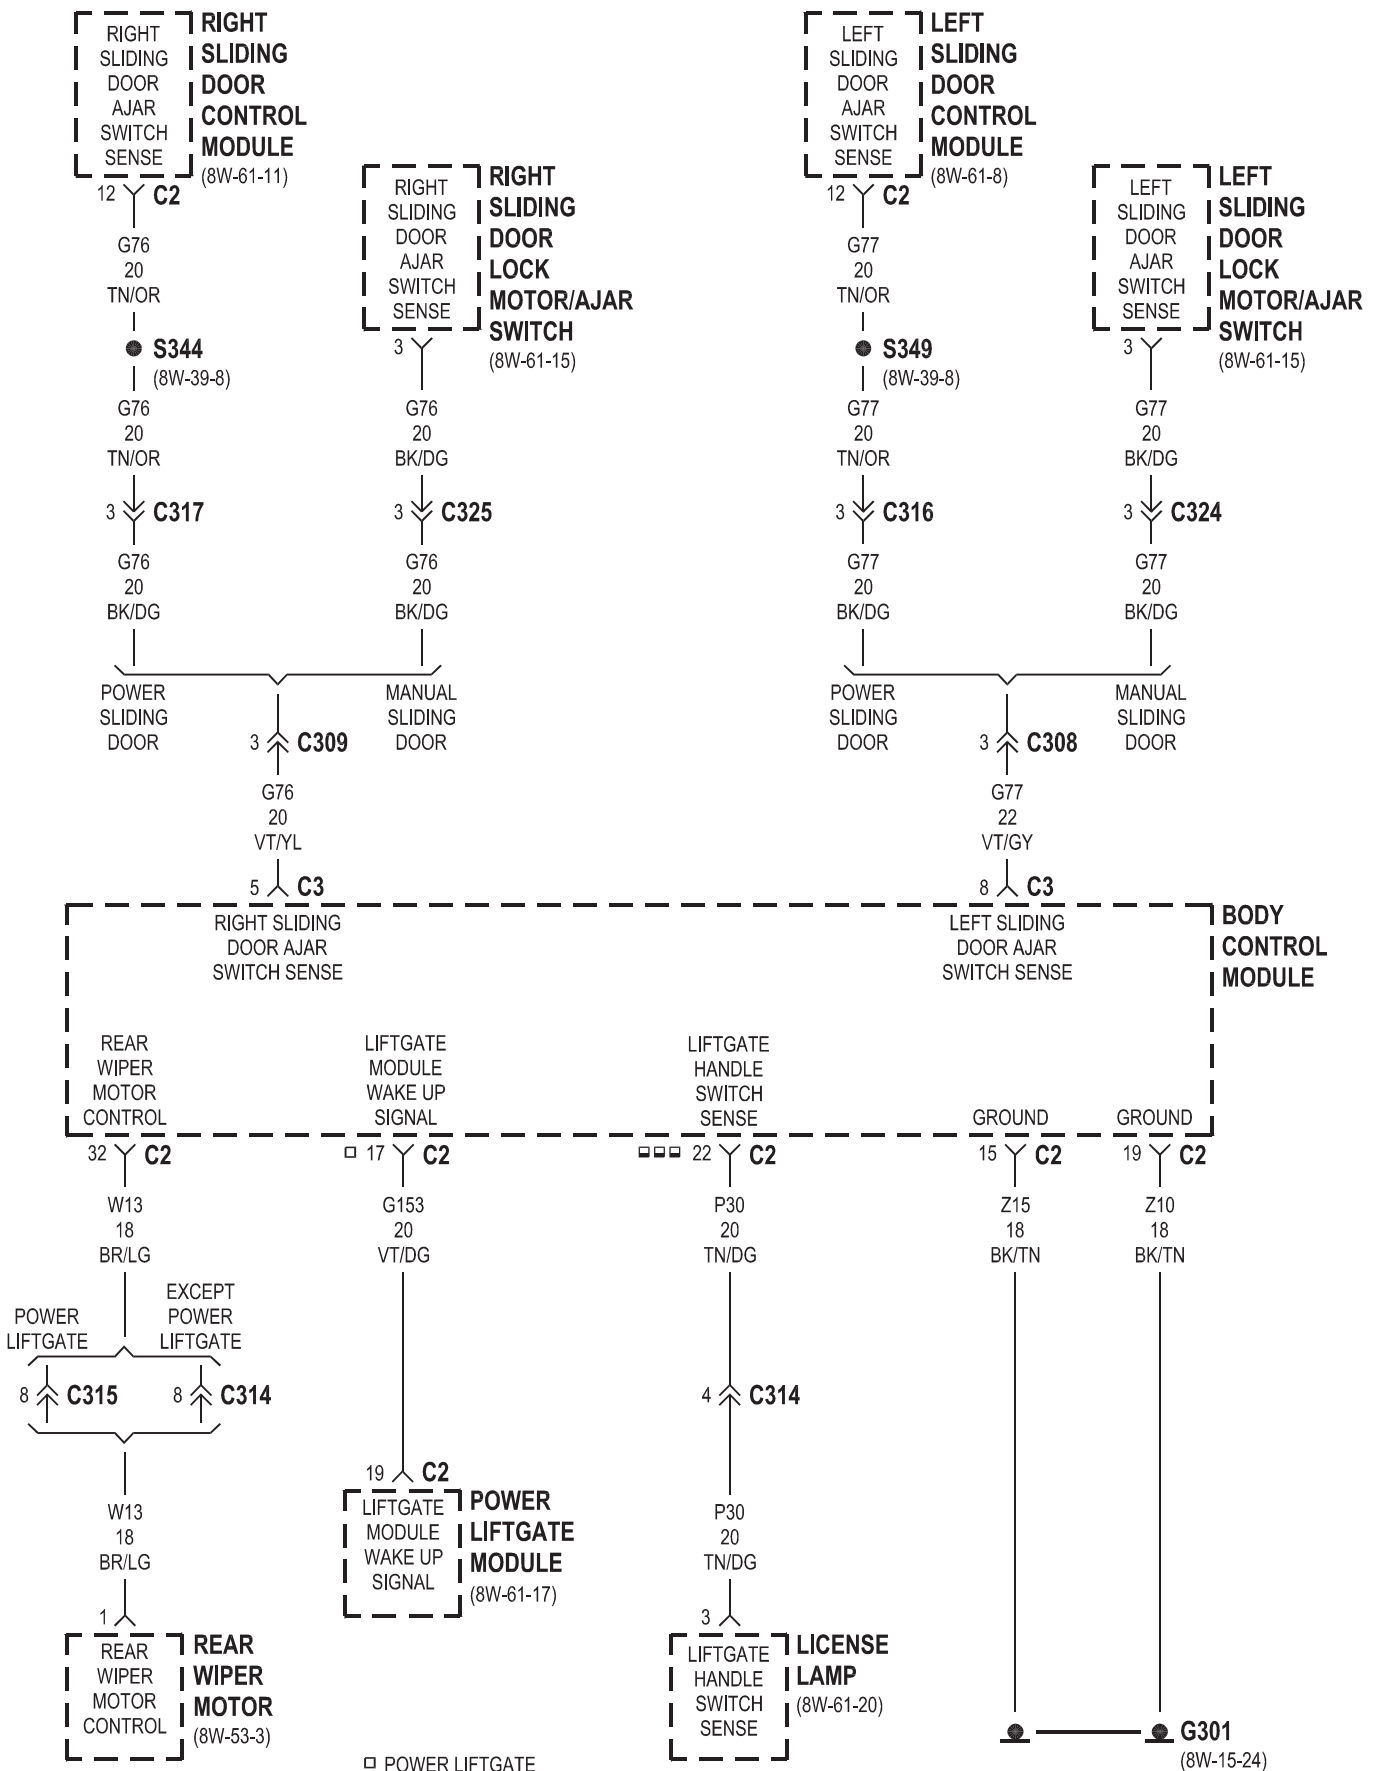 RIGHT
SLIDING
DOOR
AJAR
SWITCH
SENSE
RIGHT
SLIDING
DOOR
CONTROL
MODULE
(8W-61-11)
12 C2
G76
20
TN/OR
S344
(8W-39-8)
G76
20
TN/OR
3 C317
G76
20
BK/DG
POWER
SLIDING
DOOR
RIGHT
SLIDING
DOOR
AJAR
SWITCH
SENSE
RIGHT
SLIDING
DOOR
LOCK
MOTOR/AJAR
SWITCH
(8W-61-15)
3
G76
20
BK/DG
3 C325
G76
20
BK/DG
MANUAL
SLIDING
DOOR
3 C309
G76
20
VT/YL
5 C3
LEFT
SLIDING
DOOR
AJAR
SWITCH
SENSE
LEFT
SLIDING
DOOR
CONTROL
MODULE
(8W-61-8)
12 C2
G77
20
TN/OR
S349
(8W-39-8)
G77
20
TN/OR
3 C316
G77
20
BK/DG
POWER
SLIDING
DOOR
LEFT
SLIDING
DOOR
AJAR
SWITCH
SENSE
LEFT
SLIDING
DOOR
LOCK
MOTOR/AJAR
SWITCH
(8W-61-15)
3
G77
20
BK/DG
3 C324
G77
20
BK/DG
MANUAL
SLIDING
DOOR
3 C308
G77
22
VT/GY
8 C3
RIGHT SLIDING
DOOR AJAR
SWITCH SENSE
LEFT SLIDING
DOOR AJAR
SWITCH SENSE
BODY
CONTROL
MODULE
REAR
WIPER
MOTOR
CONTROL
LIFTGATE
MODULE
WAKE UP
SIGNAL
LIFTGATE
HANDLE
SWITCH
SENSE
GROUND
GROUND
32 C2
W13
18
BR/LG
POWER
LIFTGATE
EXCEPT
POWER
LIFTGATE
8 C315
8 C314
W13
18
BR/LG
1
REAR
WIPER
MOTOR
CONTROL
REAR
WIPER
MOTOR
(8W-53-3)
17 C2
G153
20
VT/DG
19 C2
LIFTGATE
MODULE
WAKE UP
SIGNAL
POWER
LIFTGATE
MODULE
(8W-61-17)
22 C2
P30
20
TN/DG
4 C314
P30
20
TN/DG
3
LIFTGATE
HANDLE
SWITCH
SENSE
LICENSE
LAMP
(8W-61-20)
15 C2
Z15
18
BK/TN
19 C2
Z10
18
BK/TN
G301
(8W-15-24)
POWER LIFTGATE